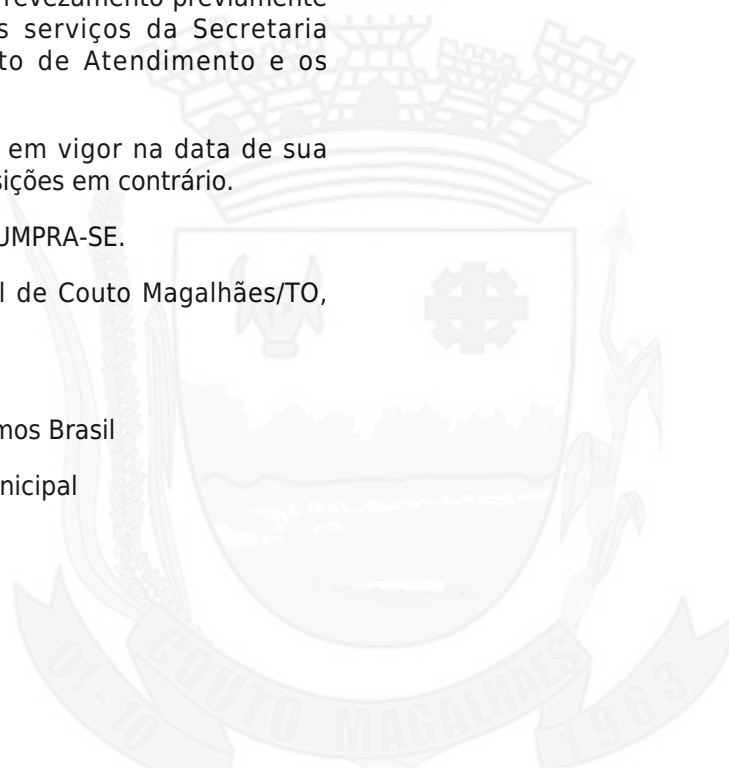 revezamento previamente
s serviços da Secretaria
to de Atendimento e os
em vigor na data de sua
sições em contrário.
UMPRA-SE.
l de Couto Magalhães/TO,
mos Brasil
nicipal
01-10
COUTO MAGALHÃES
1963